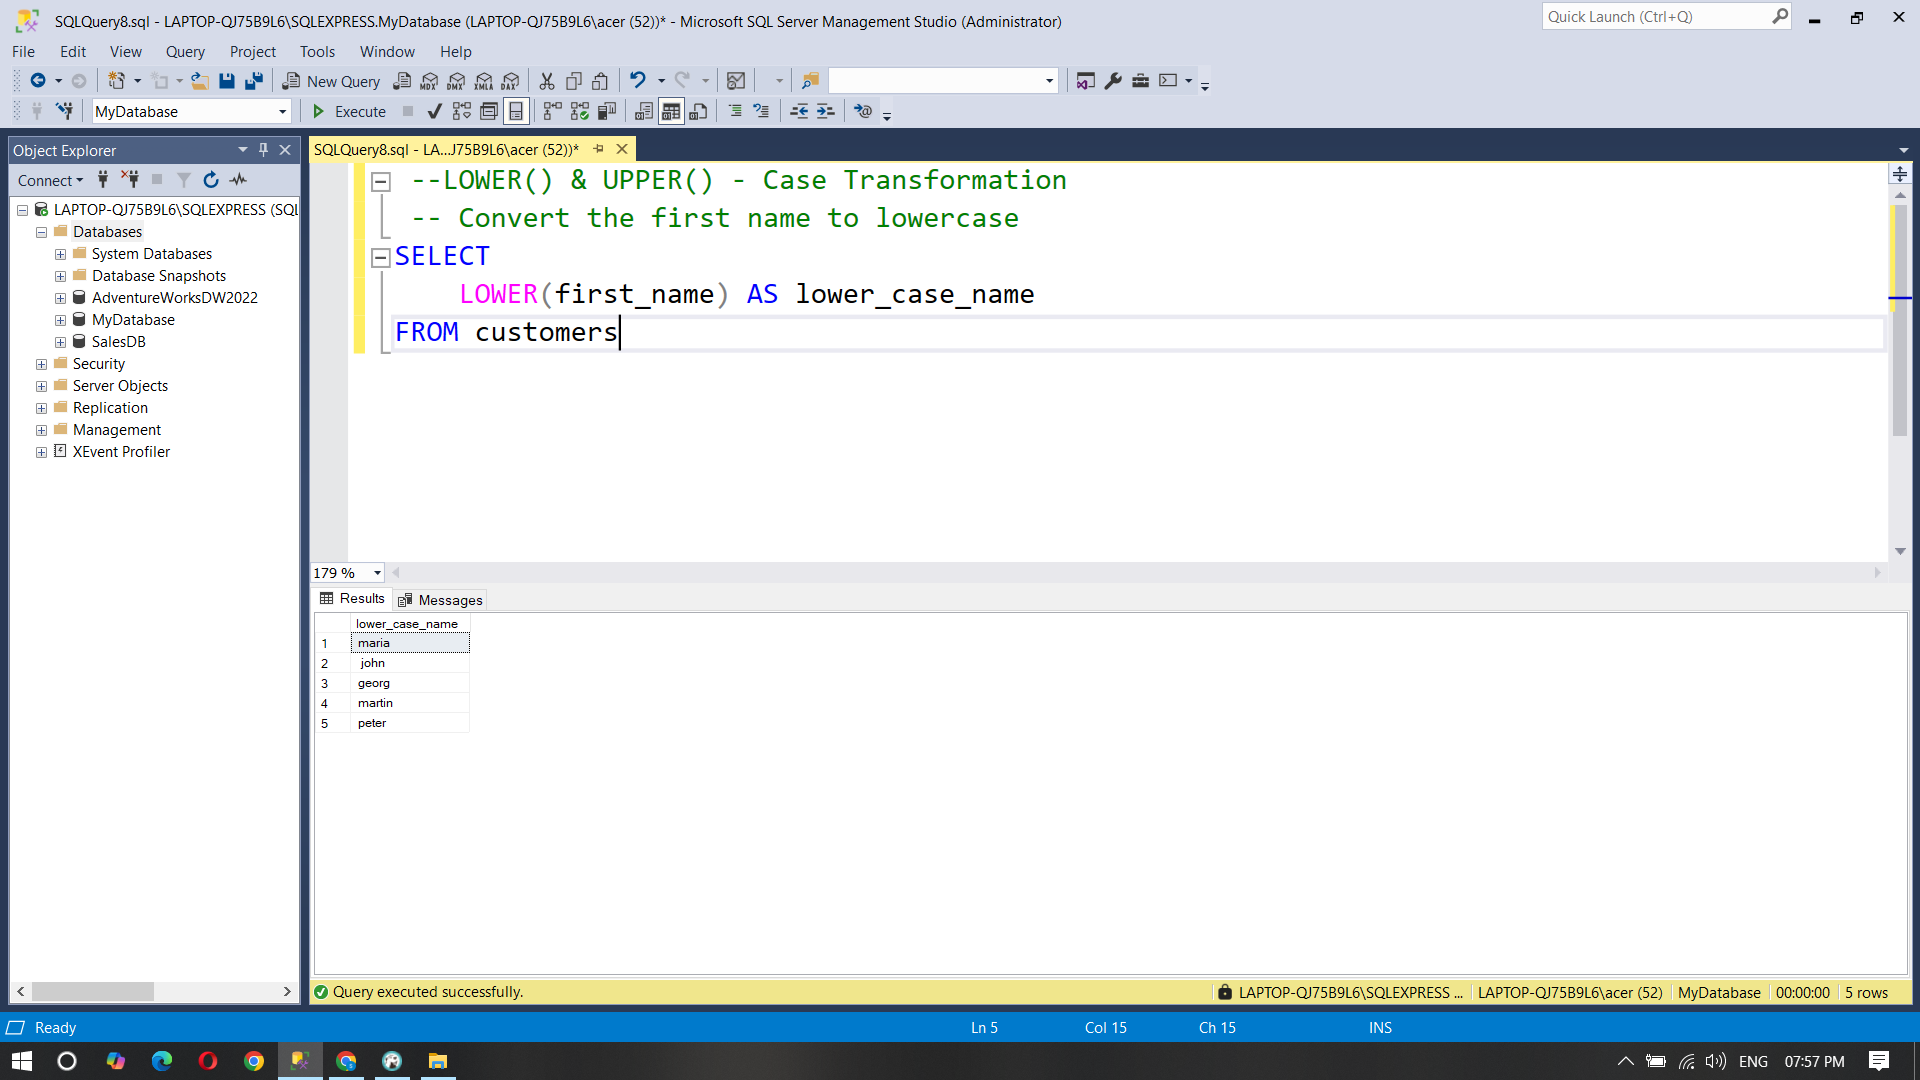 SQLQuery8.sql - LAPTOP-QJ75B9L6\SQLEXPRESS.MyDatabase (LAPTOP-QJ75B9L6\acer (52))* - Microsoft SQL Server Management Studio (Administrator)
Quick Launch (Ctrl+Q)
File Edit View Query Project Tools Window Help
New Query MDX DMX XMLA DAX
MyDatabase Execute
Object Explorer
SQLQuery8.sql - LA...J75B9L6\acer (52))*
Connect
LAPTOP-QJ75B9L6\SQLEXPRESS (SQL
Databases
System Databases
Database Snapshots
AdventureWorksDW2022
MyDatabase
SalesDB
Security
Server Objects
Replication
Management
XEvent Profiler
--LOWER() & UPPER() - Case Transformation
-- Convert the first name to lowercase
SELECT
LOWER(first_name) AS lower_case_name
FROM customers
179 %
Results Messages
lower_case_name
1 maria
2 john
3 georg
4 martin
5 peter
Query executed successfully.
LAPTOP-QJ75B9L6\SQLEXPRESS ... LAPTOP-QJ75B9L6\acer (52) MyDatabase 00:00:00 5 rows
Ready Ln 5 Col 15 Ch 15 INS
ENG 07:57 PM